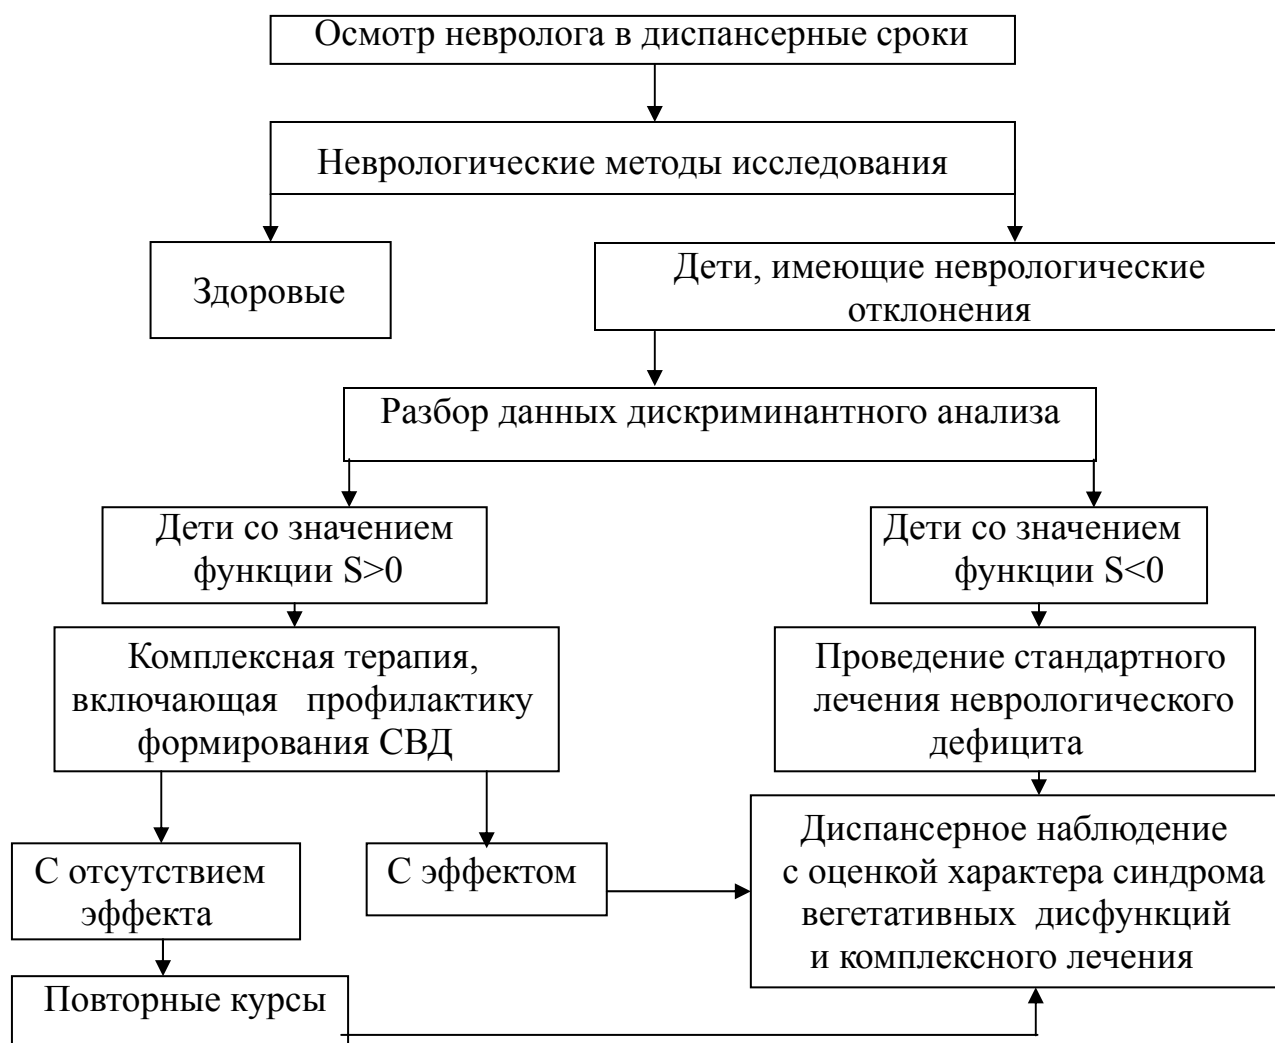 Осмотр невролога в диспансерные сроки
Неврологические методы исследования
Здоровые
Дети, имеющие неврологические
отклонения
Разбор данных дискриминантного анализа
Дети со значением
функции S>0
Дети со значением
функции S<0
Комплексная терапия,
включающая профилактику
формирования СВД
Проведение стандартного
лечения неврологического
дефицита
С отсутствием
эффекта
С эффектом
Диспансерное наблюдение
с оценкой характера синдрома
вегетативных дисфункций
и комплексного лечения
Повторные курсы